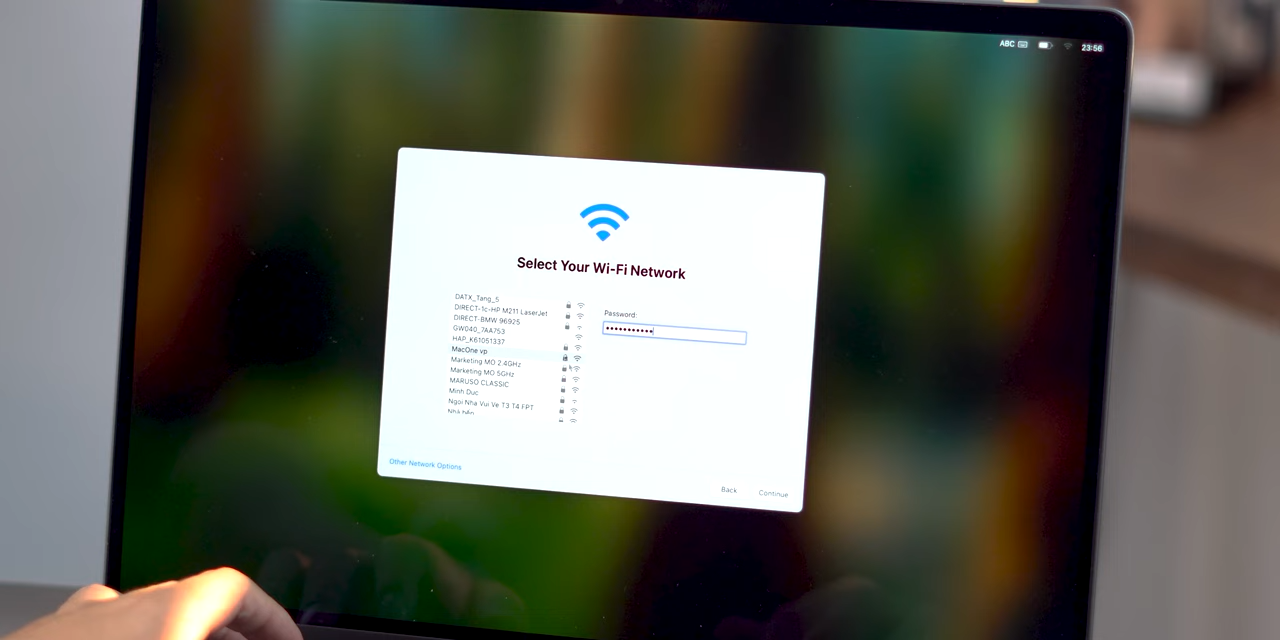 ABC 23:56
Select Your Wi-Fi Network
DATX_Tang_5
DIRECT-1c-HP M211 LaserJet
DIRECT-BMW 96925
GW040_7AA753
HAP_K61051337
MacOne vp
Marketing MO 2.4GHz
Marketing MO 5GHz
MARUSO CLASSIC
Minh Duc
Ngoi Nha Vui Ve T3 T4 FPT
Password:
•••••••••••
Other Network Options
Back Continue